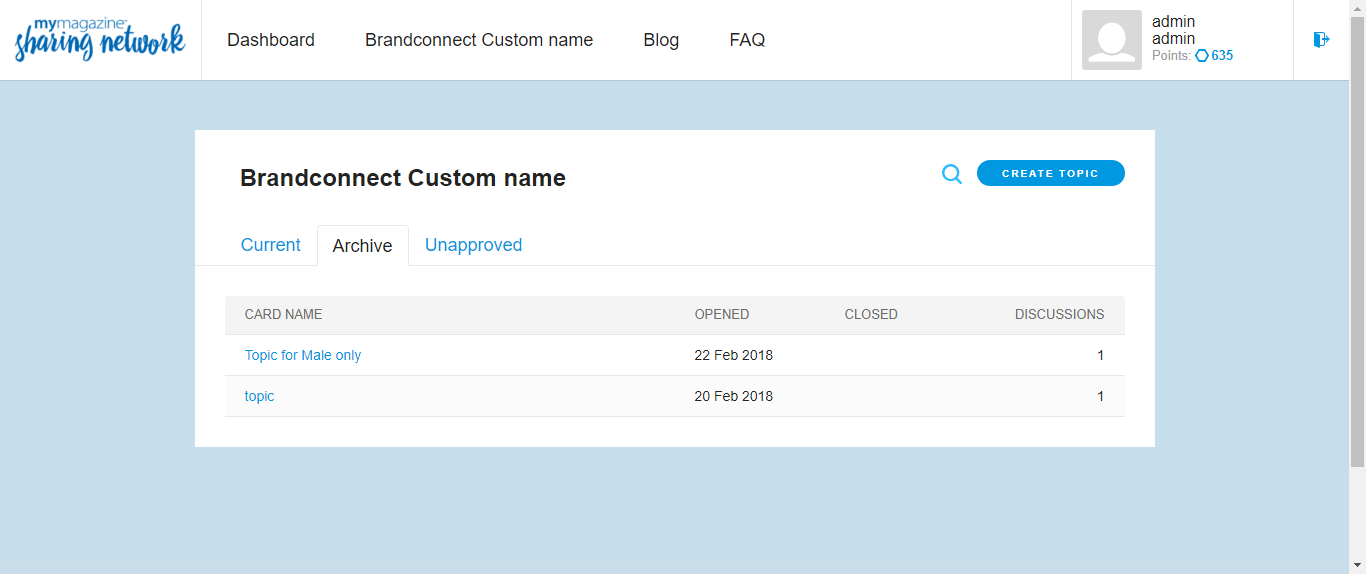 mymagazine™
sharing network
Dashboard Brandconnect Custom name Blog FAQ
admin
admin
Points: 635
Brandconnect Custom name
CREATE TOPIC
Current Archive Unapproved
CARD NAME OPENED CLOSED DISCUSSIONS
Topic for Male only 22 Feb 2018 1
topic 20 Feb 2018 1